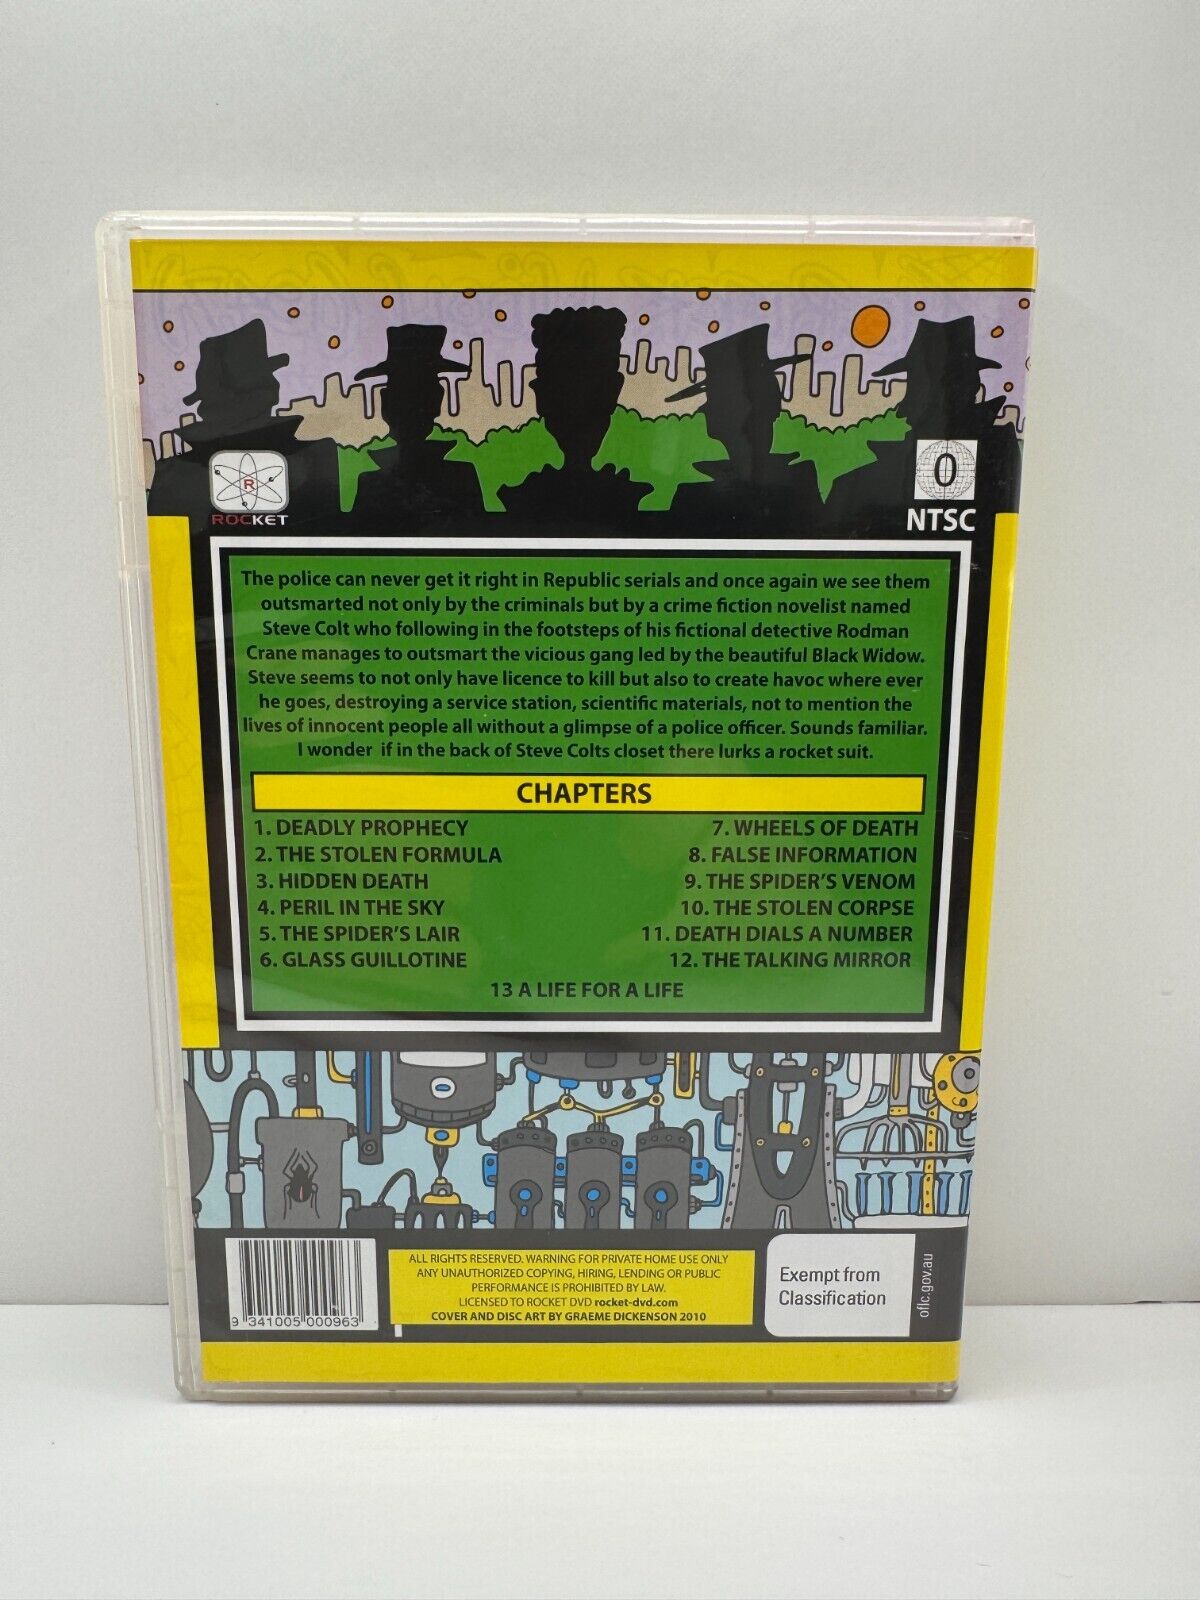 R
ROCKET
0
NTSC
The police can never get it right in Republic serials and once again we see them
outsmarted not only by the criminals but by a crime fiction novelist named
Steve Colt who following in the footsteps of his fictional detective Rodman
Crane manages to outsmart the vicious gang led by the beautiful Black Widow.
Steve seems to not only have licence to kill but also to create havoc where ever
he goes, destroying a service station, scientific materials, not to mention the
lives of innocent people all without a glimpse of a police officer. Sounds familiar.
I wonder if in the back of Steve Colts closet there lurks a rocket suit.
CHAPTERS
1. DEADLY PROPHECY
2. THE STOLEN FORMULA
3. HIDDEN DEATH
4. PERIL IN THE SKY
5. THE SPIDER'S LAIR
6. GLASS GUILLOTINE
7. WHEELS OF DEATH
8. FALSE INFORMATION
9. THE SPIDER'S VENOM
10. THE STOLEN CORPSE
11. DEATH DIALS A NUMBER
12. THE TALKING MIRROR
13 A LIFE FOR A LIFE
9 341005 000963
ALL RIGHTS RESERVED. WARNING FOR PRIVATE HOME USE ONLY
ANY UNAUTHORIZED COPYING, HIRING, LENDING OR PUBLIC
PERFORMANCE IS PROHIBITED BY LAW.
LICENSED TO ROCKET DVD rocket-dvd.com
COVER AND DISC ART BY GRAEME DICKENSON 2010
Exempt from
Classification
oflc.gov.au